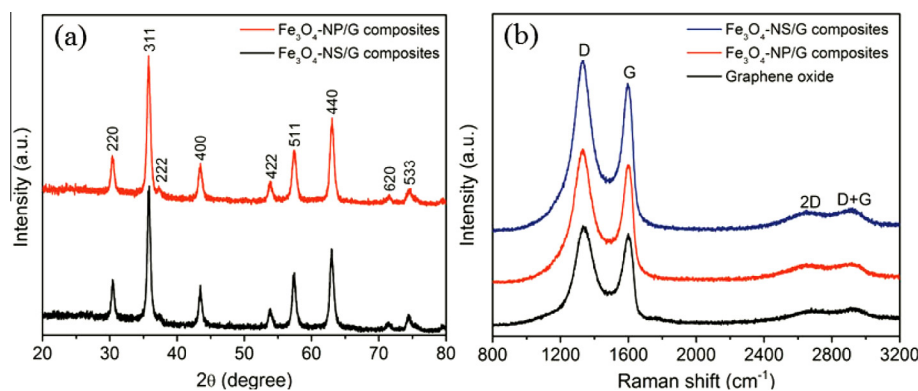 (a)
Fe₃O₄-NP/G composites
Fe₃O₄-NS/G composites
311
220
222
400
422
511
440
620
533
Intensity (a.u.)
20 30 40 50 60 70 80
2θ (degree)
(b)
Fe₃O₄-NS/G composites
Fe₃O₄-NP/G composites
Graphene oxide
D
G
2D
D+G
Intensity (a.u.)
800 1200 1600 2000 2400 2800 3200
Raman shift (cm⁻¹)